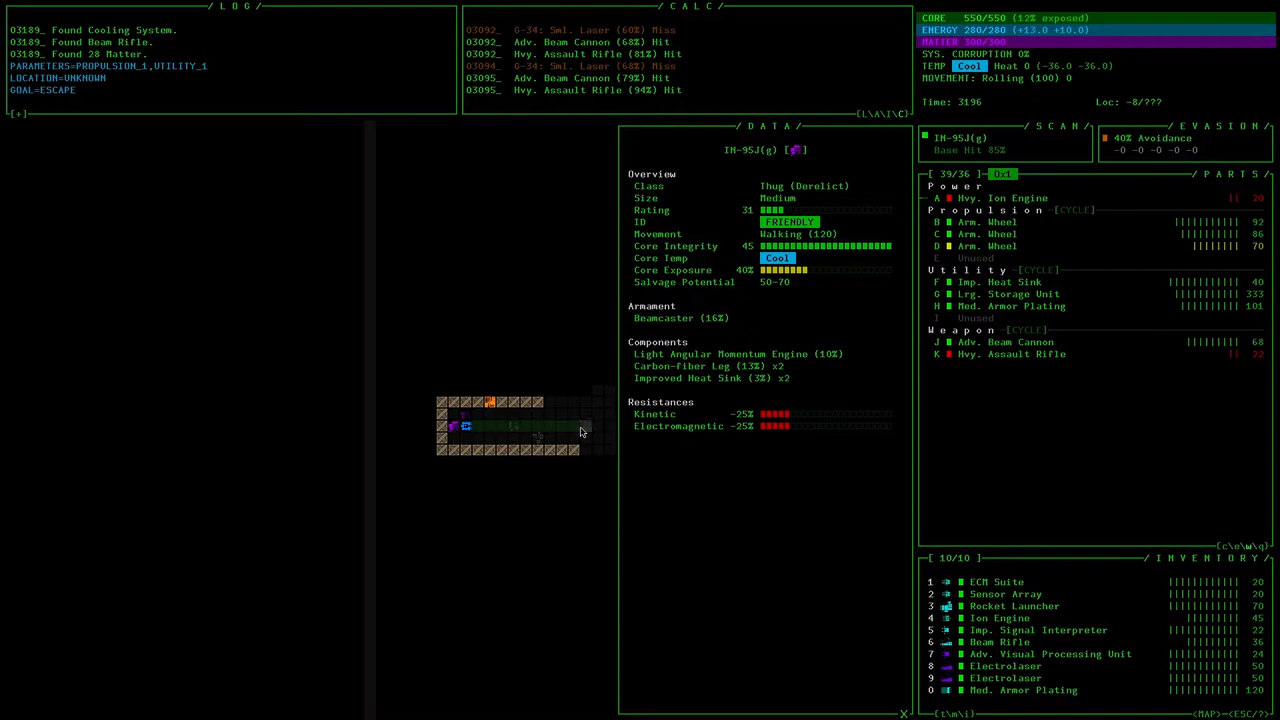 / LOG /
03189_ Found Cooling System.
03189_ Found Beam Rifle.
03189_ Found 28 Matter.
PARAMETERS=PROPULSION_1,UTILITY_1
LOCATION=UNKNOWN
GOAL=ESCAPE
[+]
/ CALC /
03092_ G-34: Sml. Laser (60%) Miss
03092_ Adv. Beam Cannon (68%) Hit
03092_ Hvy. Assault Rifle (81%) Hit
03095_ G-34: Sml. Laser (68%) Miss
03095_ Adv. Beam Cannon (79%) Hit
03095_ Hvy. Assault Rifle (94%) Hit
[L\A\I\C]
CORE 550/550 (12% exposed)
ENERGY 280/280 (+13.0 +10.0)
MATTER 300/300
SYS. CORRUPTION 0%
TEMP Cool Heat 0 (-36.0 -36.0)
MOVEMENT: Rolling (100) 0
Time: 3196 Loc: -8/???
/ SCAN /
IN-95J(g)
Base Hit 85%
/ EVASION /
40% Avoidance
-0 -0 -0 -0 -0
/ DATA /
IN-95J(g) [ ]
Overview
Class Thug (Derelict)
Size Medium
Rating 31
ID FRIENDLY
Movement Walking (120)
Core Integrity 45
Core Temp Cool
Core Exposure 40%
Salvage Potential 50-70
Armament
Beamcaster (16%)
Components
Light Angular Momentum Engine (10%)
Carbon-fiber Leg (13%) x2
Improved Heat Sink (3%) x2
Resistances
Kinetic -25%
Electromagnetic -25%
X
[ 39/36 ] 0x1 / PARTS /
Power
A Hvy. Ion Engine 20
Propulsion [CYCLE]
B Arm. Wheel 92
C Arm. Wheel 86
D Arm. Wheel 70
E Unused
Utility [CYCLE]
F Imp. Heat Sink 40
G Lrg. Storage Unit 333
H Med. Armor Plating 101
I Unused
Weapon [CYCLE]
J Adv. Beam Cannon 68
K Hvy. Assault Rifle 22
[c\e\w\q]
[ 10/10 ] / INVENTORY /
1 ECM Suite 20
2 Sensor Array 20
3 Rocket Launcher 70
4 Ion Engine 45
5 Imp. Signal Interpreter 22
6 Beam Rifle 36
7 Adv. Visual Processing Unit 24
8 Electrolaser 50
9 Electrolaser 50
0 Med. Armor Plating 120
[t\m\i] <MAP> <ESC/?>